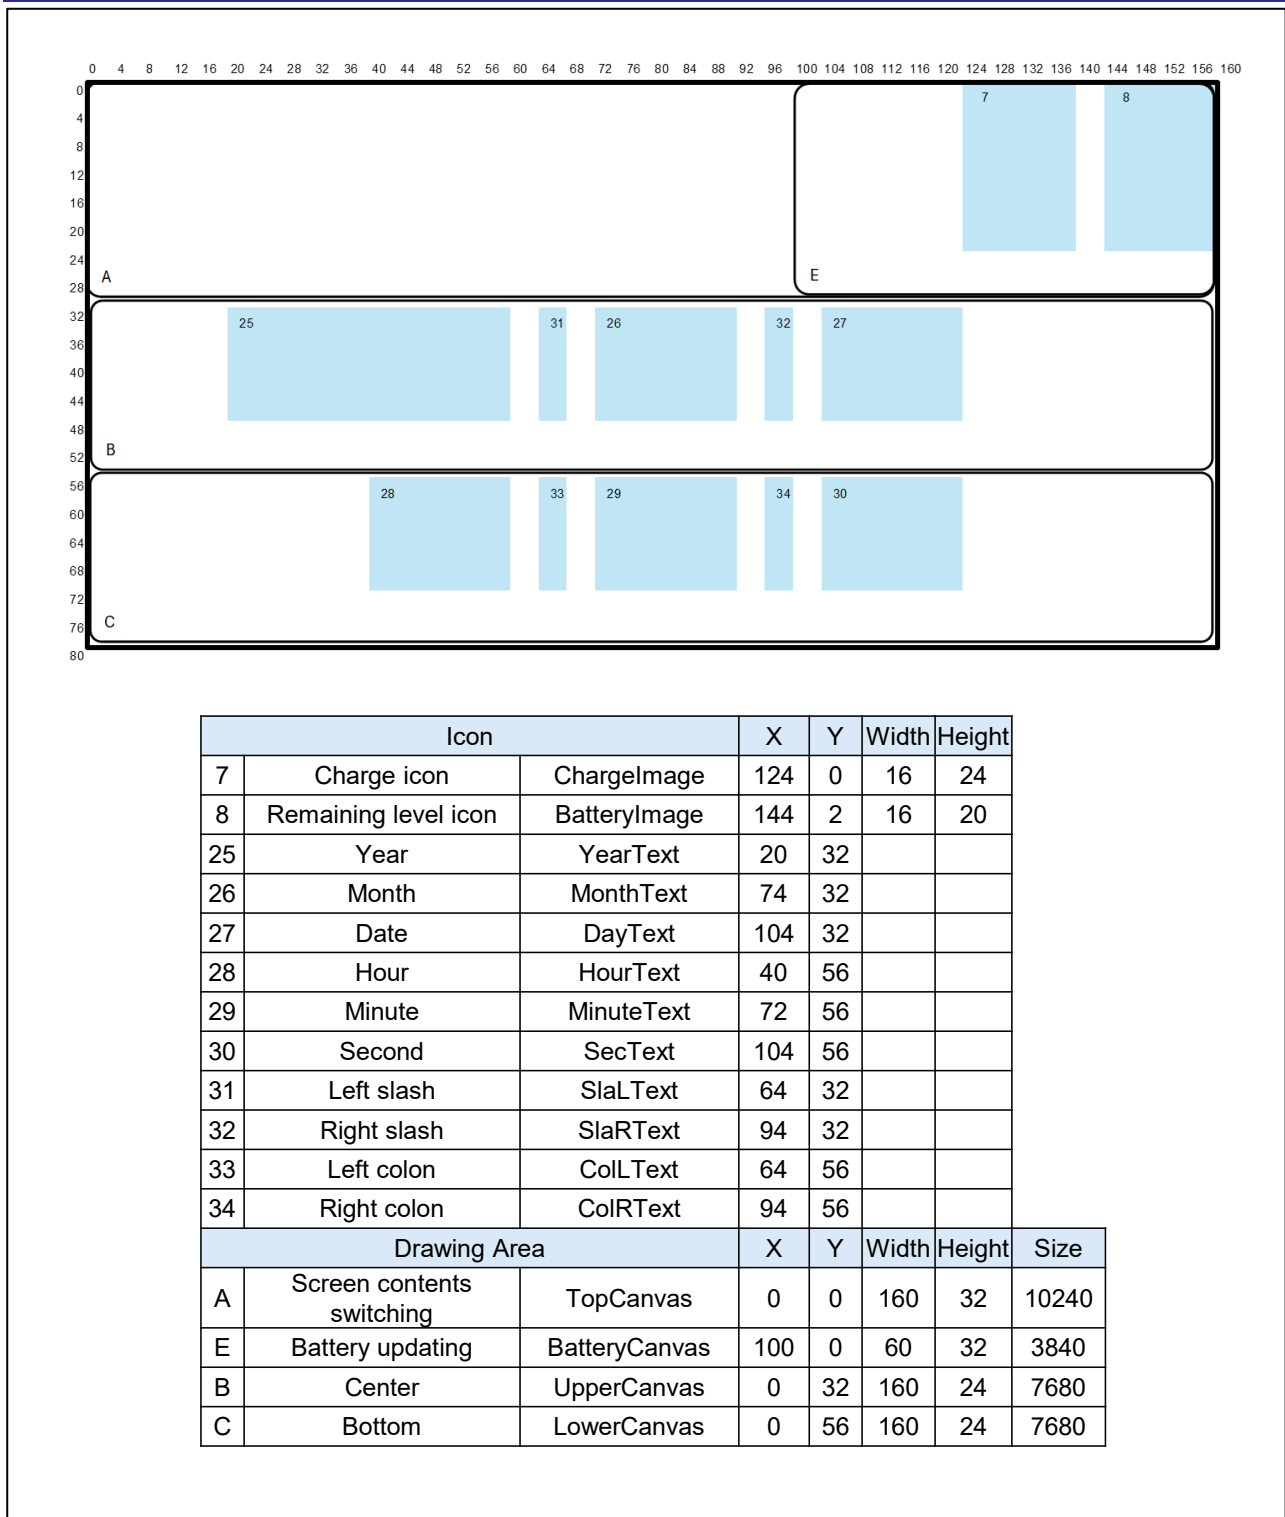 0 4 8 12 16 20 24 28 32 36 40 44 48 52 56 60 64 68 72 76 80 84 88 92 96 100 104 108 112 116 120 124 128 132 136 140 144 148 152 156 160
0
7 8
4
8
12
16
20
24
A E
28
32
25 31 26 32 27
36
40
44
48
B
52
56
28 33 29 34 30
60
64
68
72
C
76
80
Icon X Y Width Height
7 Charge icon ChargeImage 124 0 16 24
8 Remaining level icon BatteryImage 144 2 16 20
25 Year YearText 20 32
26 Month MonthText 74 32
27 Date DayText 104 32
28 Hour HourText 40 56
29 Minute MinuteText 72 56
30 Second SecText 104 56
31 Left slash SlaLText 64 32
32 Right slash SlaRText 94 32
33 Left colon ColLText 64 56
34 Right colon ColRText 94 56
Drawing Area X Y Width Height Size
A Screen contents switching TopCanvas 0 0 160 32 10240
E Battery updating BatteryCanvas 100 0 60 32 3840
B Center UpperCanvas 0 32 160 24 7680
C Bottom LowerCanvas 0 56 160 24 7680